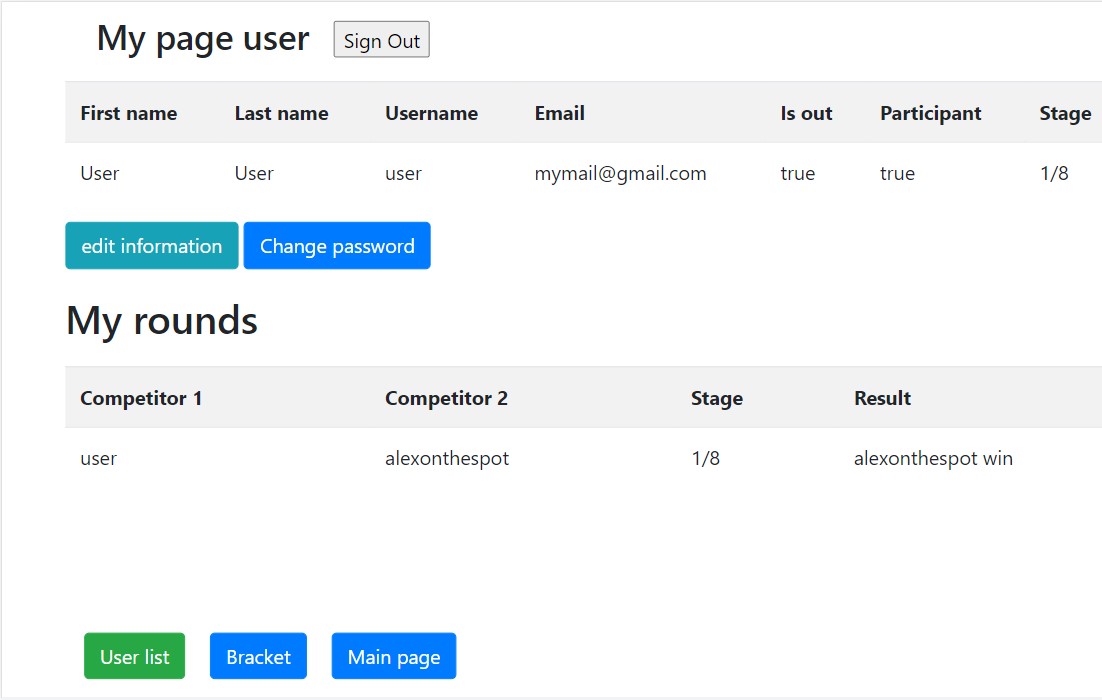 My page user Sign Out
First name Last name Username Email Is out Participant Stage
User User user mymail@gmail.com true true 1/8
edit information Change password
My rounds
Competitor 1 Competitor 2 Stage Result
user alexonthespot 1/8 alexonthespot win
User list Bracket Main page